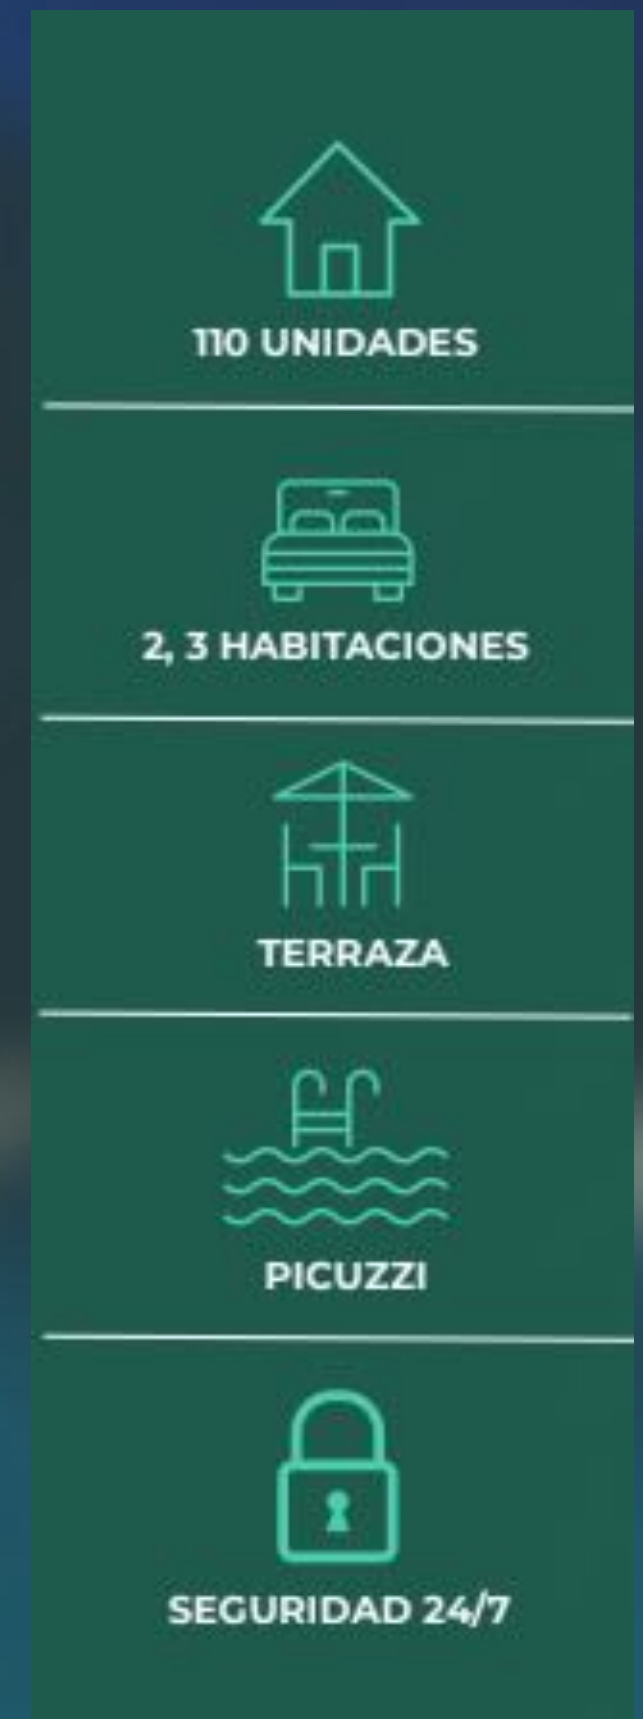 110 UNIDADES
2, 3 HABITACIONES
TERRAZA
PICUZZI
SEGURIDAD 24/7